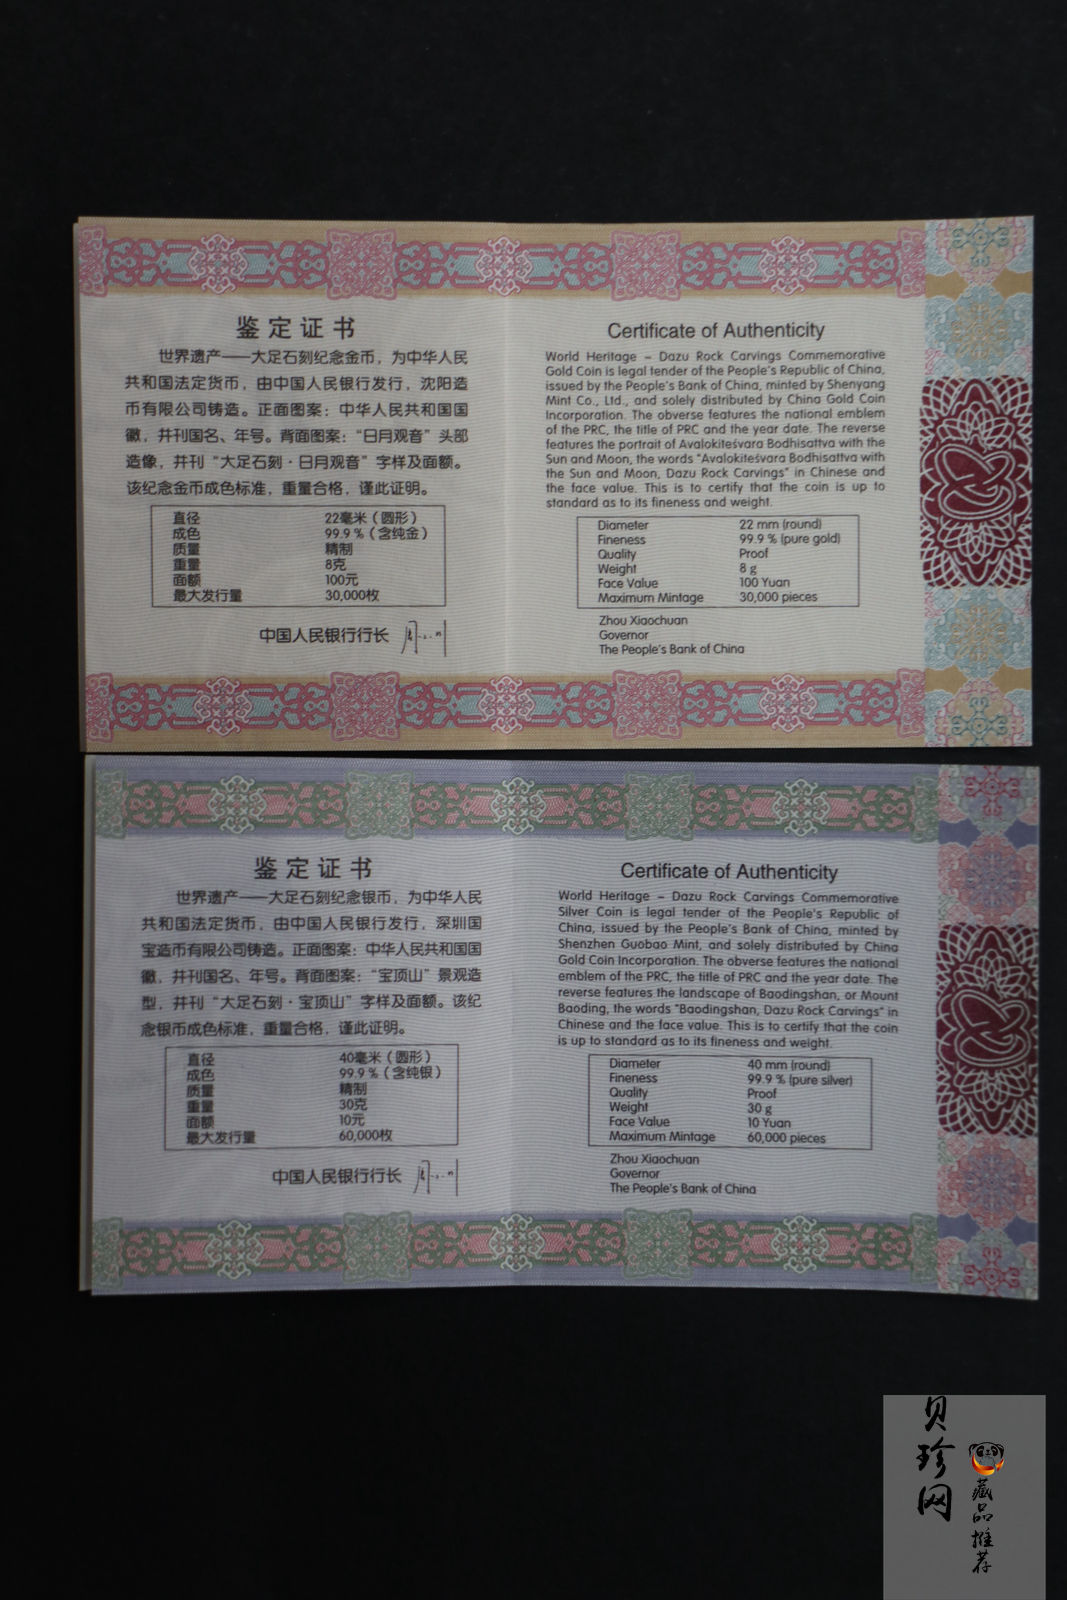 鉴定证书
世界遗产——大足石刻纪念金币，为中华人民
共和国法定货币，由中国人民银行发行，沈阳造
币有限公司铸造。正面图案：中华人民共和国国
徽，并刊国名、年号。背面图案：“日月观音”头部
造像，并刊“大足石刻·日月观音”字样及面额。
该纪念金币成色标准，重量合格，谨此证明。
直径 22毫米（圆形）
成色 99.9％（含纯金）
质量 精制
重量 8克
面额 100元
最大发行量 30,000枚
中国人民银行行长
Certificate of Authenticity
World Heritage – Dazu Rock Carvings Commemorative
Gold Coin is legal tender of the People's Republic of China,
issued by the People's Bank of China, minted by Shenyang
Mint Co., Ltd., and solely distributed by China Gold Coin
Incorporation. The obverse features the national emblem
of the PRC, the title of PRC and the year date. The reverse
features the portrait of Avalokiteśvara Bodhisattva with the
Sun and Moon, the words "Avalokiteśvara Bodhisattva with
the Sun and Moon, Dazu Rock Carvings" in Chinese and
the face value. This is to certify that the coin is up to
standard as to its fineness and weight.
Diameter 22 mm (round)
Fineness 99.9 % (pure gold)
Quality Proof
Weight 8 g
Face Value 100 Yuan
Maximum Mintage 30,000 pieces
Zhou Xiaochuan
Governor
The People's Bank of China
鉴定证书
世界遗产——大足石刻纪念银币，为中华人民
共和国法定货币，由中国人民银行发行，深圳国
宝造币有限公司铸造。正面图案：中华人民共和国国
徽，并刊国名、年号。背面图案：“宝顶山”景观造
型，并刊“大足石刻·宝顶山”字样及面额。该纪
念银币成色标准，重量合格，谨此证明。
直径 40毫米（圆形）
成色 99.9％（含纯银）
质量 精制
重量 30克
面额 10元
最大发行量 60,000枚
中国人民银行行长
Certificate of Authenticity
World Heritage – Dazu Rock Carvings Commemorative
Silver Coin is legal tender of the People's Republic of
China, issued by the People's Bank of China, minted by
Shenzhen Guobao Mint, and solely distributed by China
Gold Coin Incorporation. The obverse features the national
emblem of the PRC, the title of PRC and the year date. The
reverse features the landscape of Baodingshan, or Mount
Baoding, the words "Baodingshan, Dazu Rock Carvings" in
Chinese and the face value. This is to certify that the coin
is up to standard as to its fineness and weight.
Diameter 40 mm (round)
Fineness 99.9 % (pure silver)
Quality Proof
Weight 30 g
Face Value 10 Yuan
Maximum Mintage 60,000 pieces
Zhou Xiaochuan
Governor
The People's Bank of China
贝珍网
藏品推荐